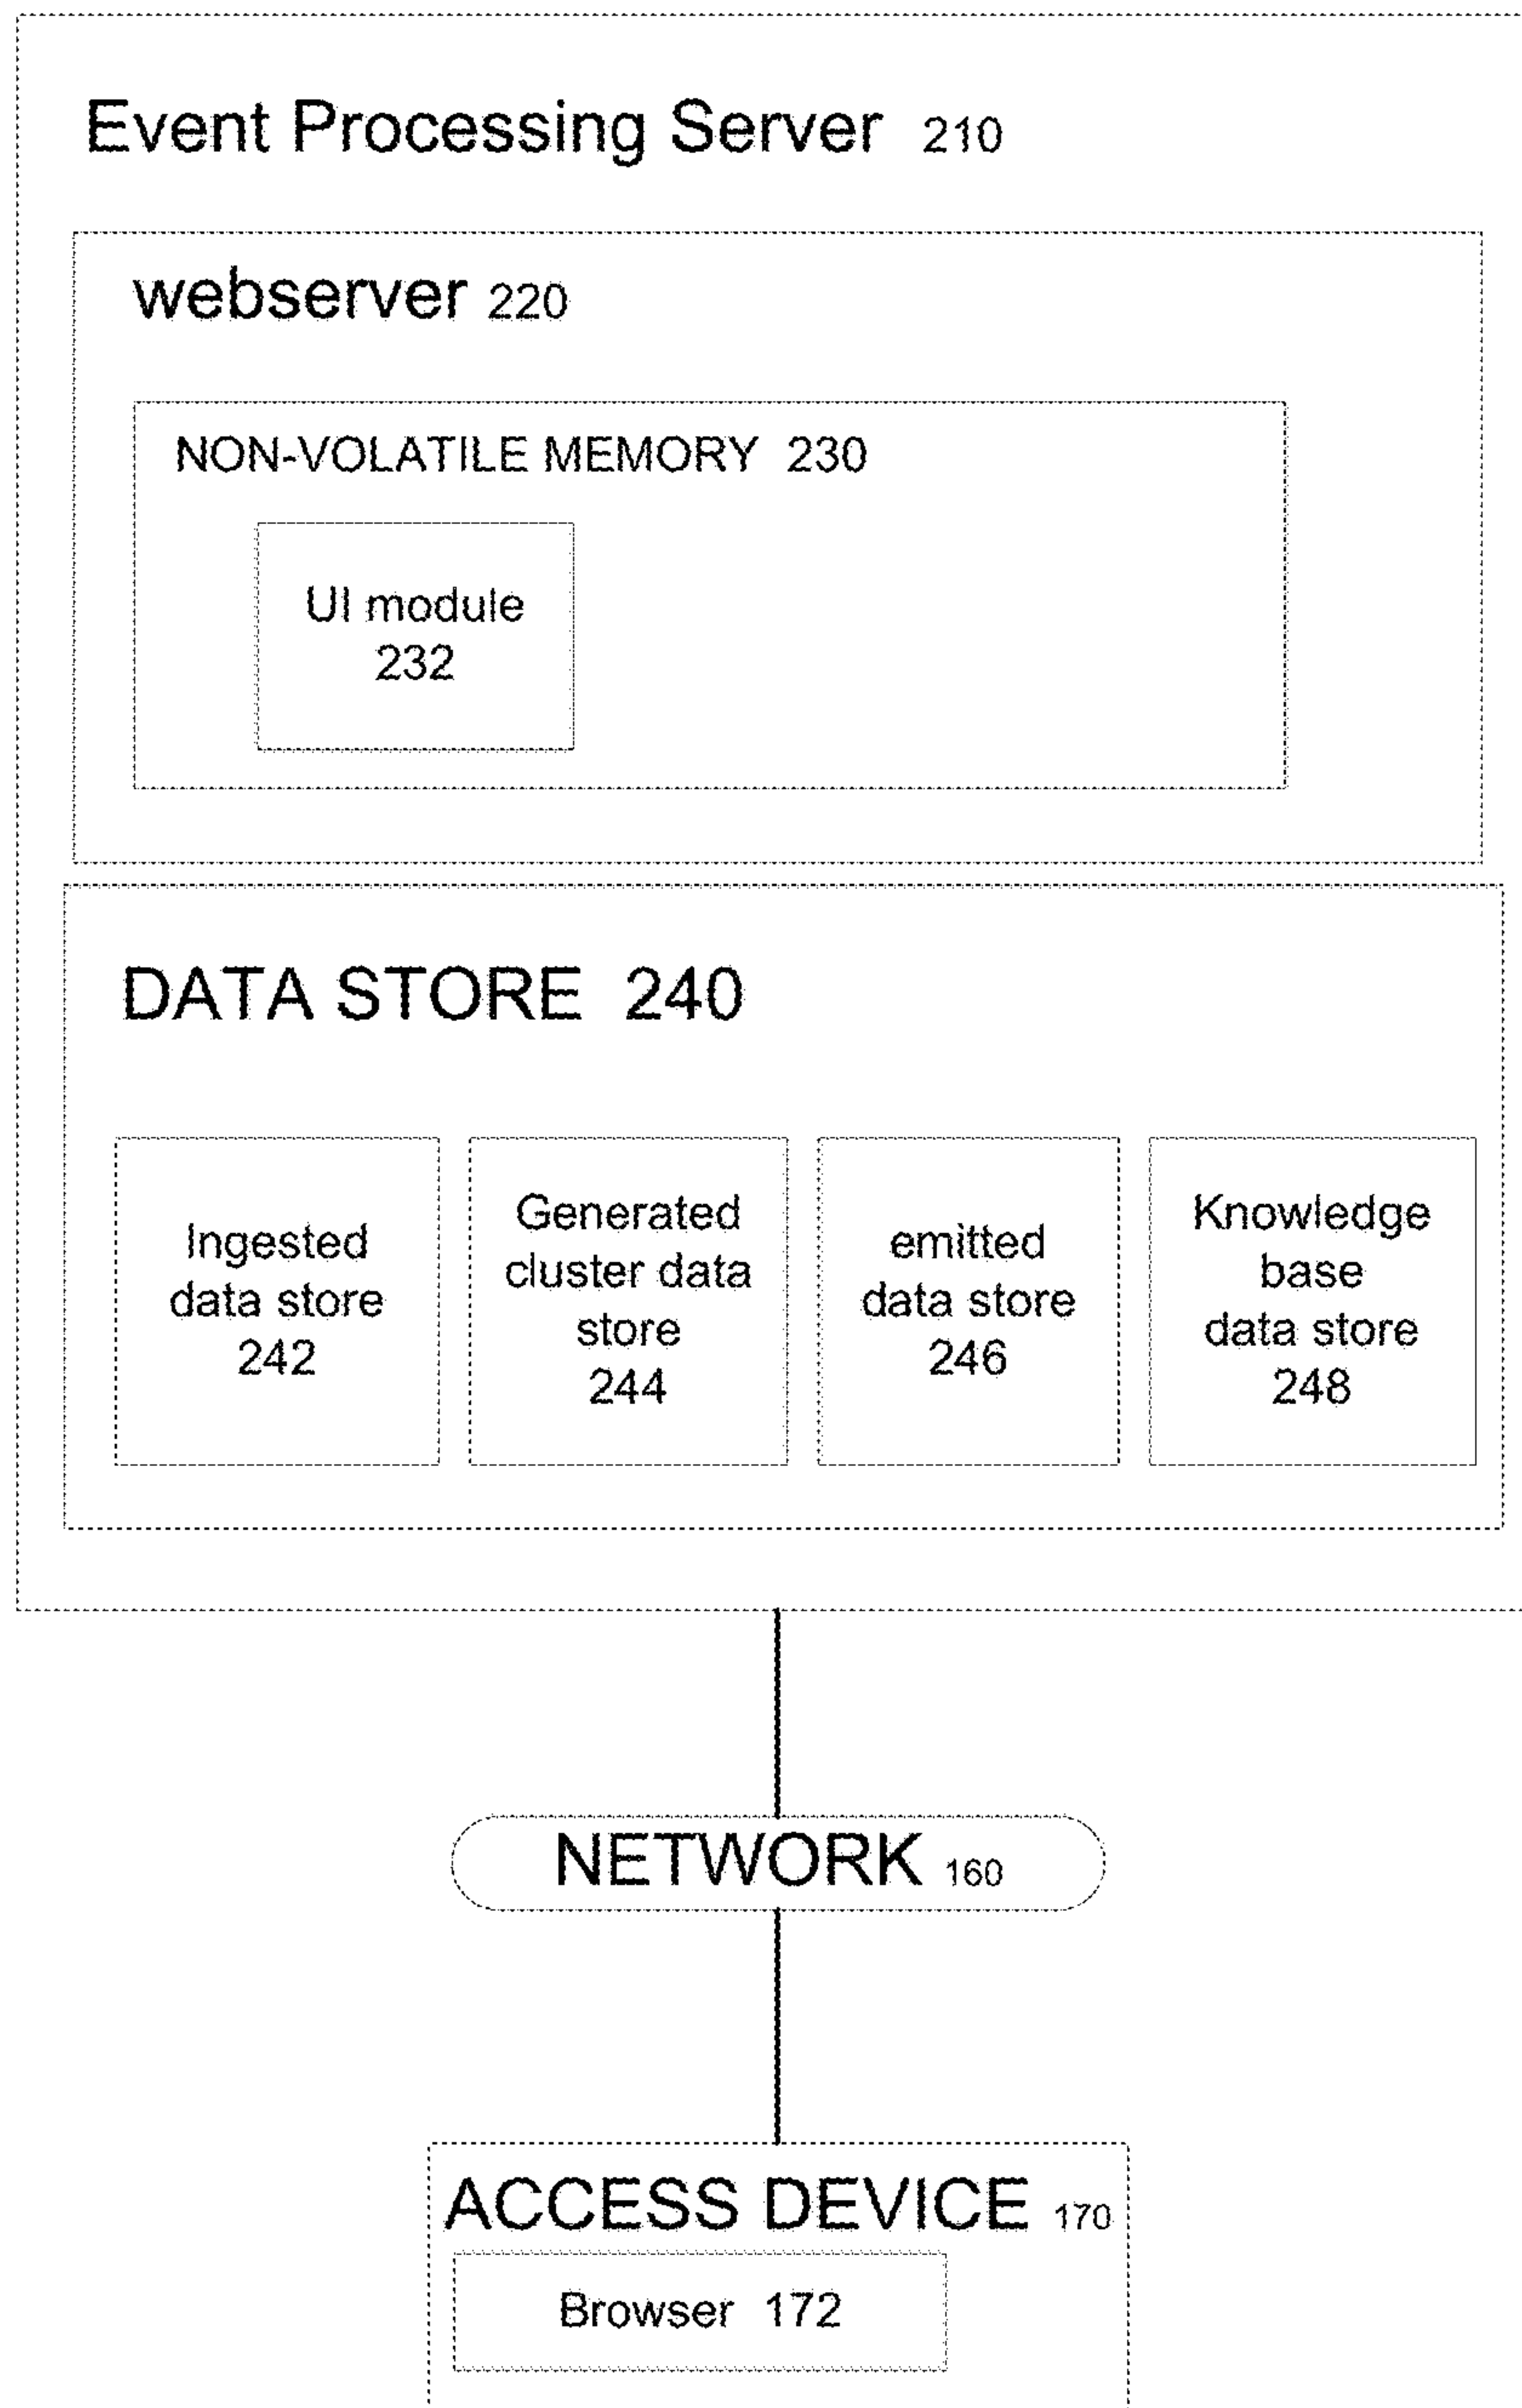 Event Processing Server 210
webserver 220
NON-VOLATILE MEMORY 230
UI module
232
DATA STORE 240
Ingested
data store
242
Generated
cluster data
store
244
emitted
data store
246
Knowledge
base
data store
248
NETWORK 160
ACCESS DEVICE 170
Browser 172